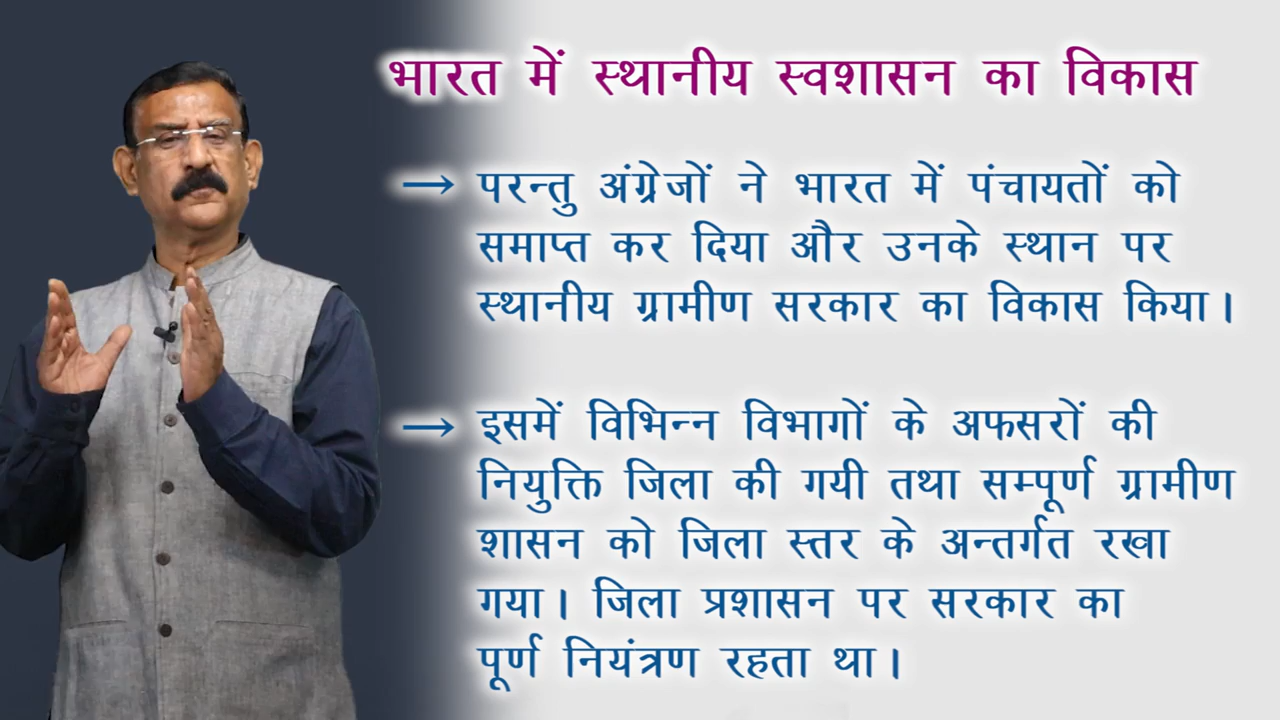 भारत में स्थानीय स्वशासन का विकास
→ परन्तु अंग्रेजों ने भारत में पंचायतों को
समाप्त कर दिया और उनके स्थान पर
स्थानीय ग्रामीण सरकार का विकास किया।
→ इसमें विभिन्न विभागों के अफसरों की
नियुक्ति जिला की गयी तथा सम्पूर्ण ग्रामीण
शासन को जिला स्तर के अन्तर्गत रखा
गया। जिला प्रशासन पर सरकार का
पूर्ण नियंत्रण रहता था।